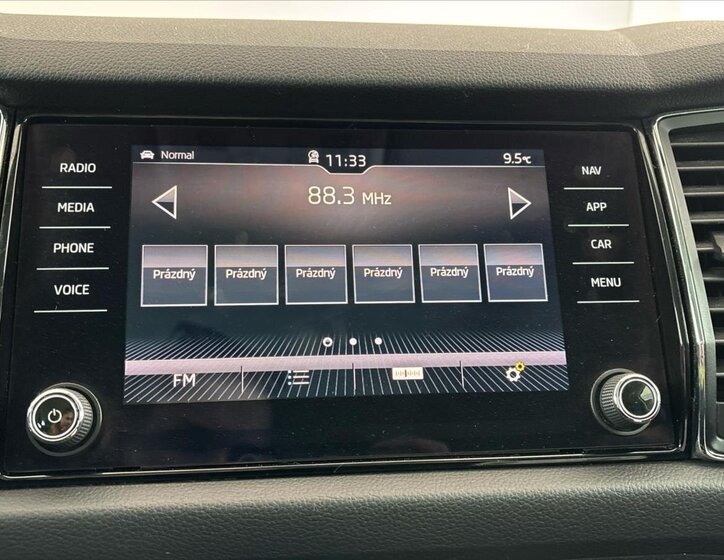 RADIO
MEDIA
PHONE
VOICE
Normal
11:33
9.5°C
88.3 MHz
Prázdný
Prázdný
Prázdný
Prázdný
Prázdný
Prázdný
FM
NAV
APP
CAR
MENU